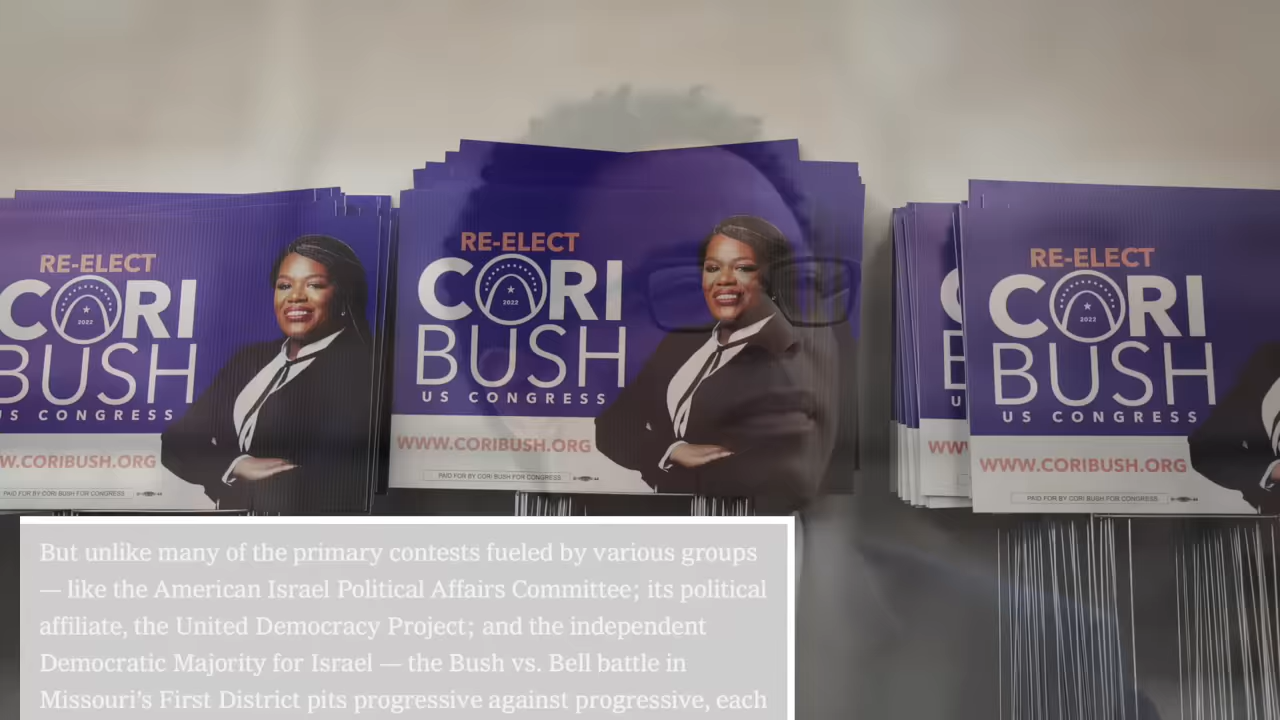 RE-ELECT
CORI
2022
BUSH
US CONGRESS
W.CORIBUSH.ORG
PAID FOR BY CORI BUSH FOR CONGRESS
RE-ELECT
CORI
2022
BUSH
US CONGRESS
WWW.CORIBUSH.ORG
PAID FOR BY CORI BUSH FOR CONGRESS
C
B
U
WW
RE-ELECT
CORI
2022
BUSH
US CONGRESS
WWW.CORIBUSH.ORG
PAID FOR BY CORI BUSH FOR CONGRESS
But unlike many of the primary contests fueled by various groups
— like the American Israel Political Affairs Committee; its political
affiliate, the United Democracy Project; and the independent
Democratic Majority for Israel — the Bush vs. Bell battle in
Missouri's First District pits progressive against progressive, each